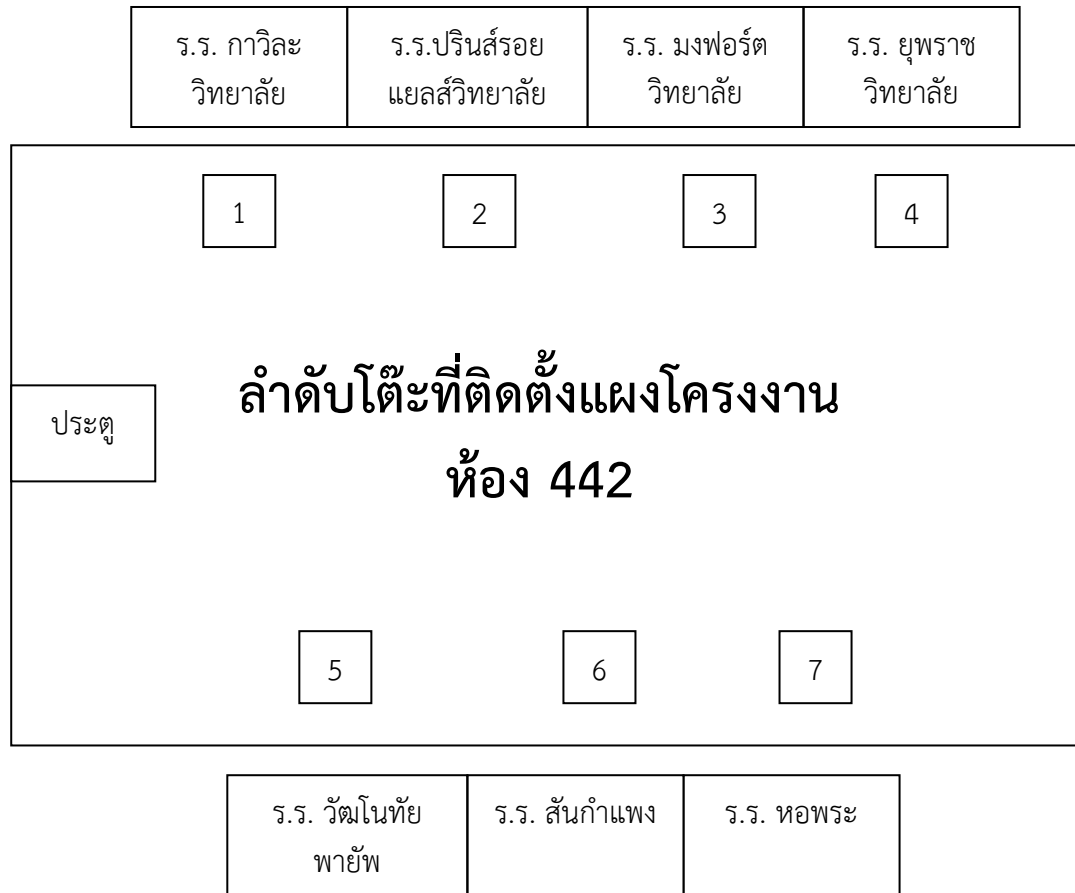 ร.ร. กาวิละ
วิทยาลัย
ร.ร.ปรินส์รอย
แยลส์วิทยาลัย
ร.ร. มงฟอร์ต
วิทยาลัย
ร.ร. ยุพราช
วิทยาลัย
1
2
3
4
ลำดับโต๊ะที่ติดตั้งแผงโครงงาน
ประตู
ห้อง 442
5
6
7
ร.ร. วัฒโนทัย
พายัพ
ร.ร. สันกำแพง
ร.ร. หอพระ